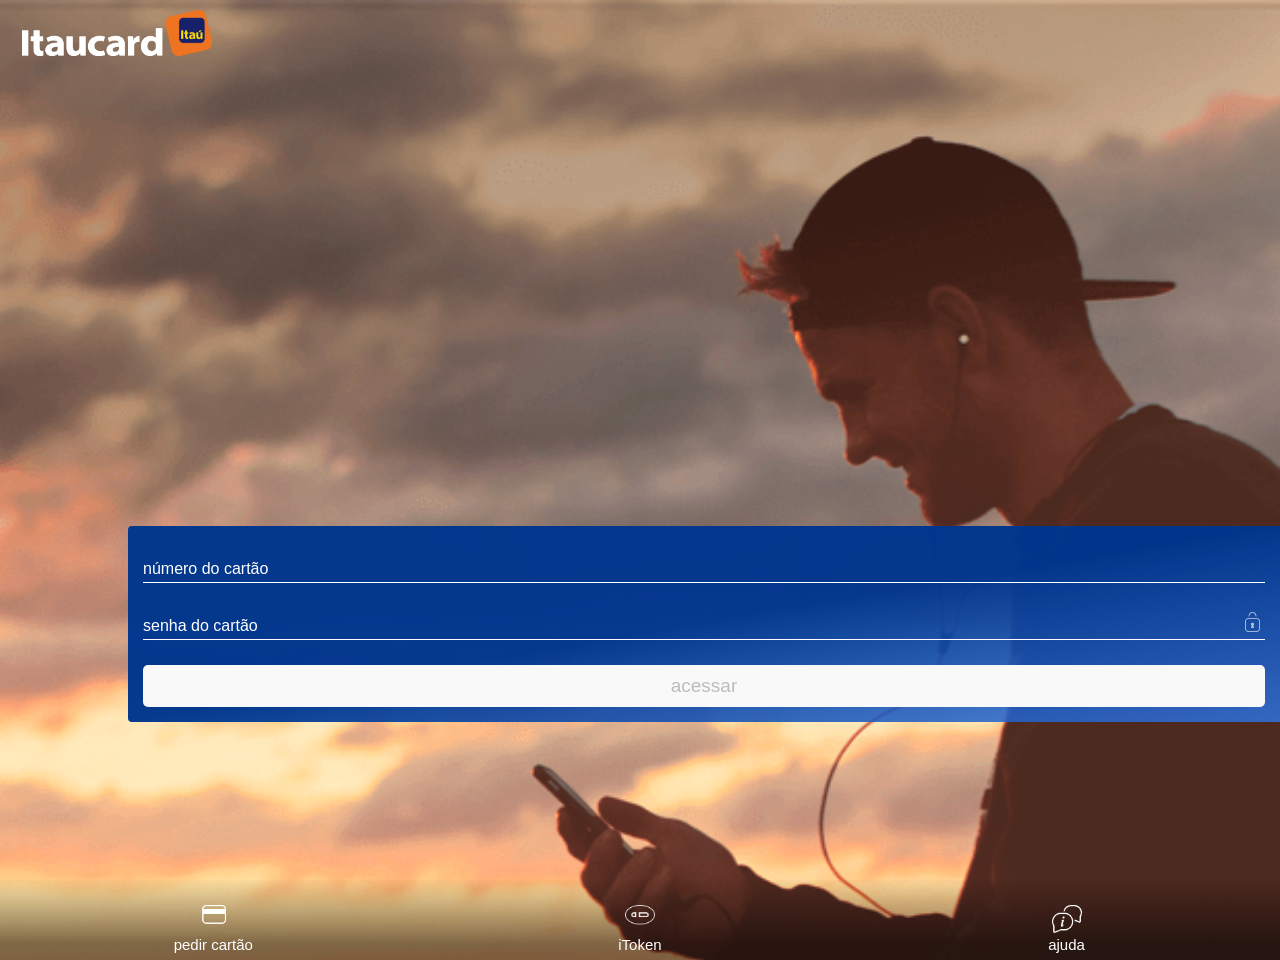 Itaucard
Itaú
número do cartão
senha do cartão
acessar
pedir cartão
iToken
ajuda